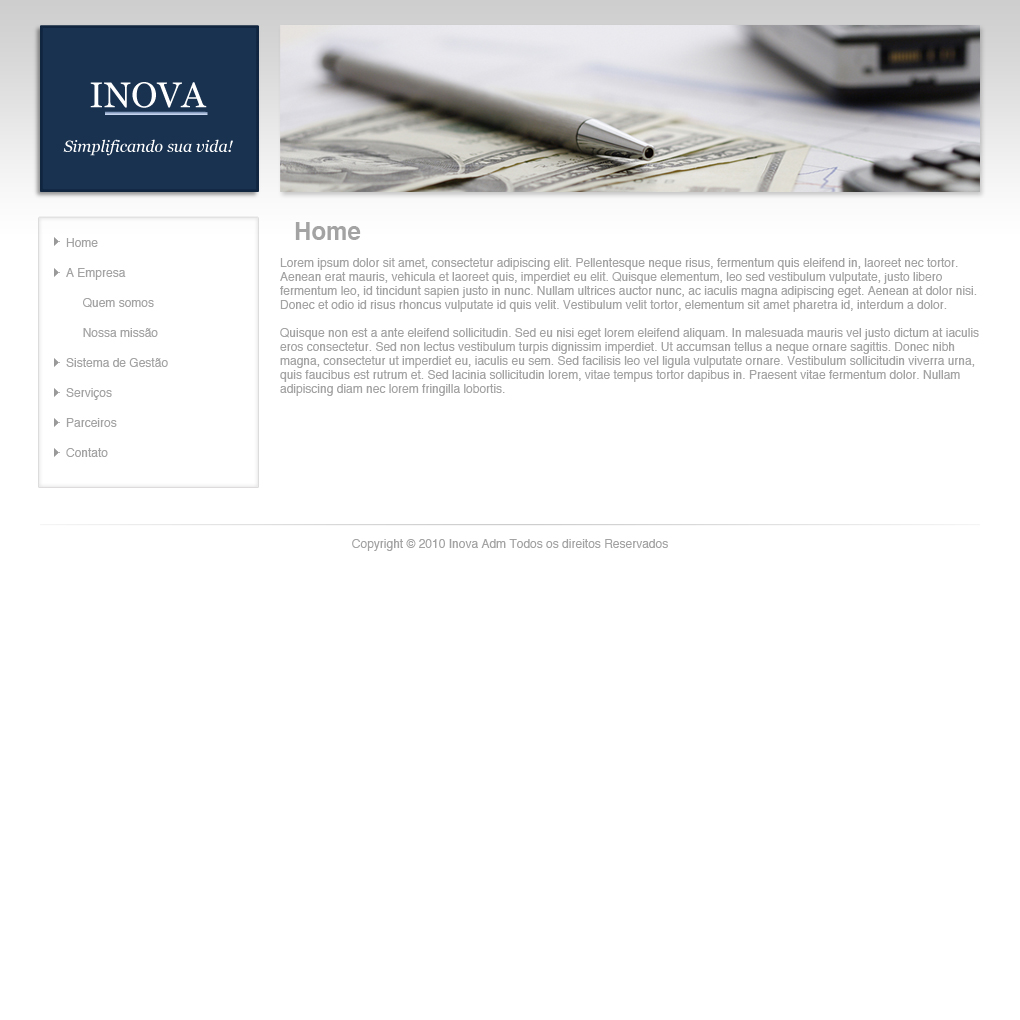 INOVA
Simplificando sua vida!
Home
A Empresa
Quem somos
Nossa missão
Sistema de Gestão
Serviços
Parceiros
Contato
Home
Lorem ipsum dolor sit amet, consectetur adipiscing elit. Pellentesque neque risus, fermentum quis eleifend in, laoreet nec tortor.
Aenean erat mauris, vehicula et laoreet quis, imperdiet eu elit. Quisque elementum, leo sed vestibulum vulputate, justo libero
fermentum leo, id tincidunt sapien justo in nunc. Nullam ultrices auctor nunc, ac iaculis magna adipiscing eget. Aenean at dolor nisi.
Donec et odio id risus rhoncus vulputate id quis velit. Vestibulum velit tortor, elementum sit amet pharetra id, interdum a dolor.
Quisque non est a ante eleifend sollicitudin. Sed eu nisi eget lorem eleifend aliquam. In malesuada mauris vel justo dictum at iaculis
eros consectetur. Sed non lectus vestibulum turpis dignissim imperdiet. Ut accumsan tellus a neque ornare sagittis. Donec nibh
magna, consectetur ut imperdiet eu, iaculis eu sem. Sed facilisis leo vel ligula vulputate ornare. Vestibulum sollicitudin viverra urna,
quis faucibus est rutrum et. Sed lacinia sollicitudin lorem, vitae tempus tortor dapibus in. Praesent vitae fermentum dolor. Nullam
adipiscing diam nec lorem fringilla lobortis.
Copyright © 2010 Inova Adm Todos os direitos Reservados